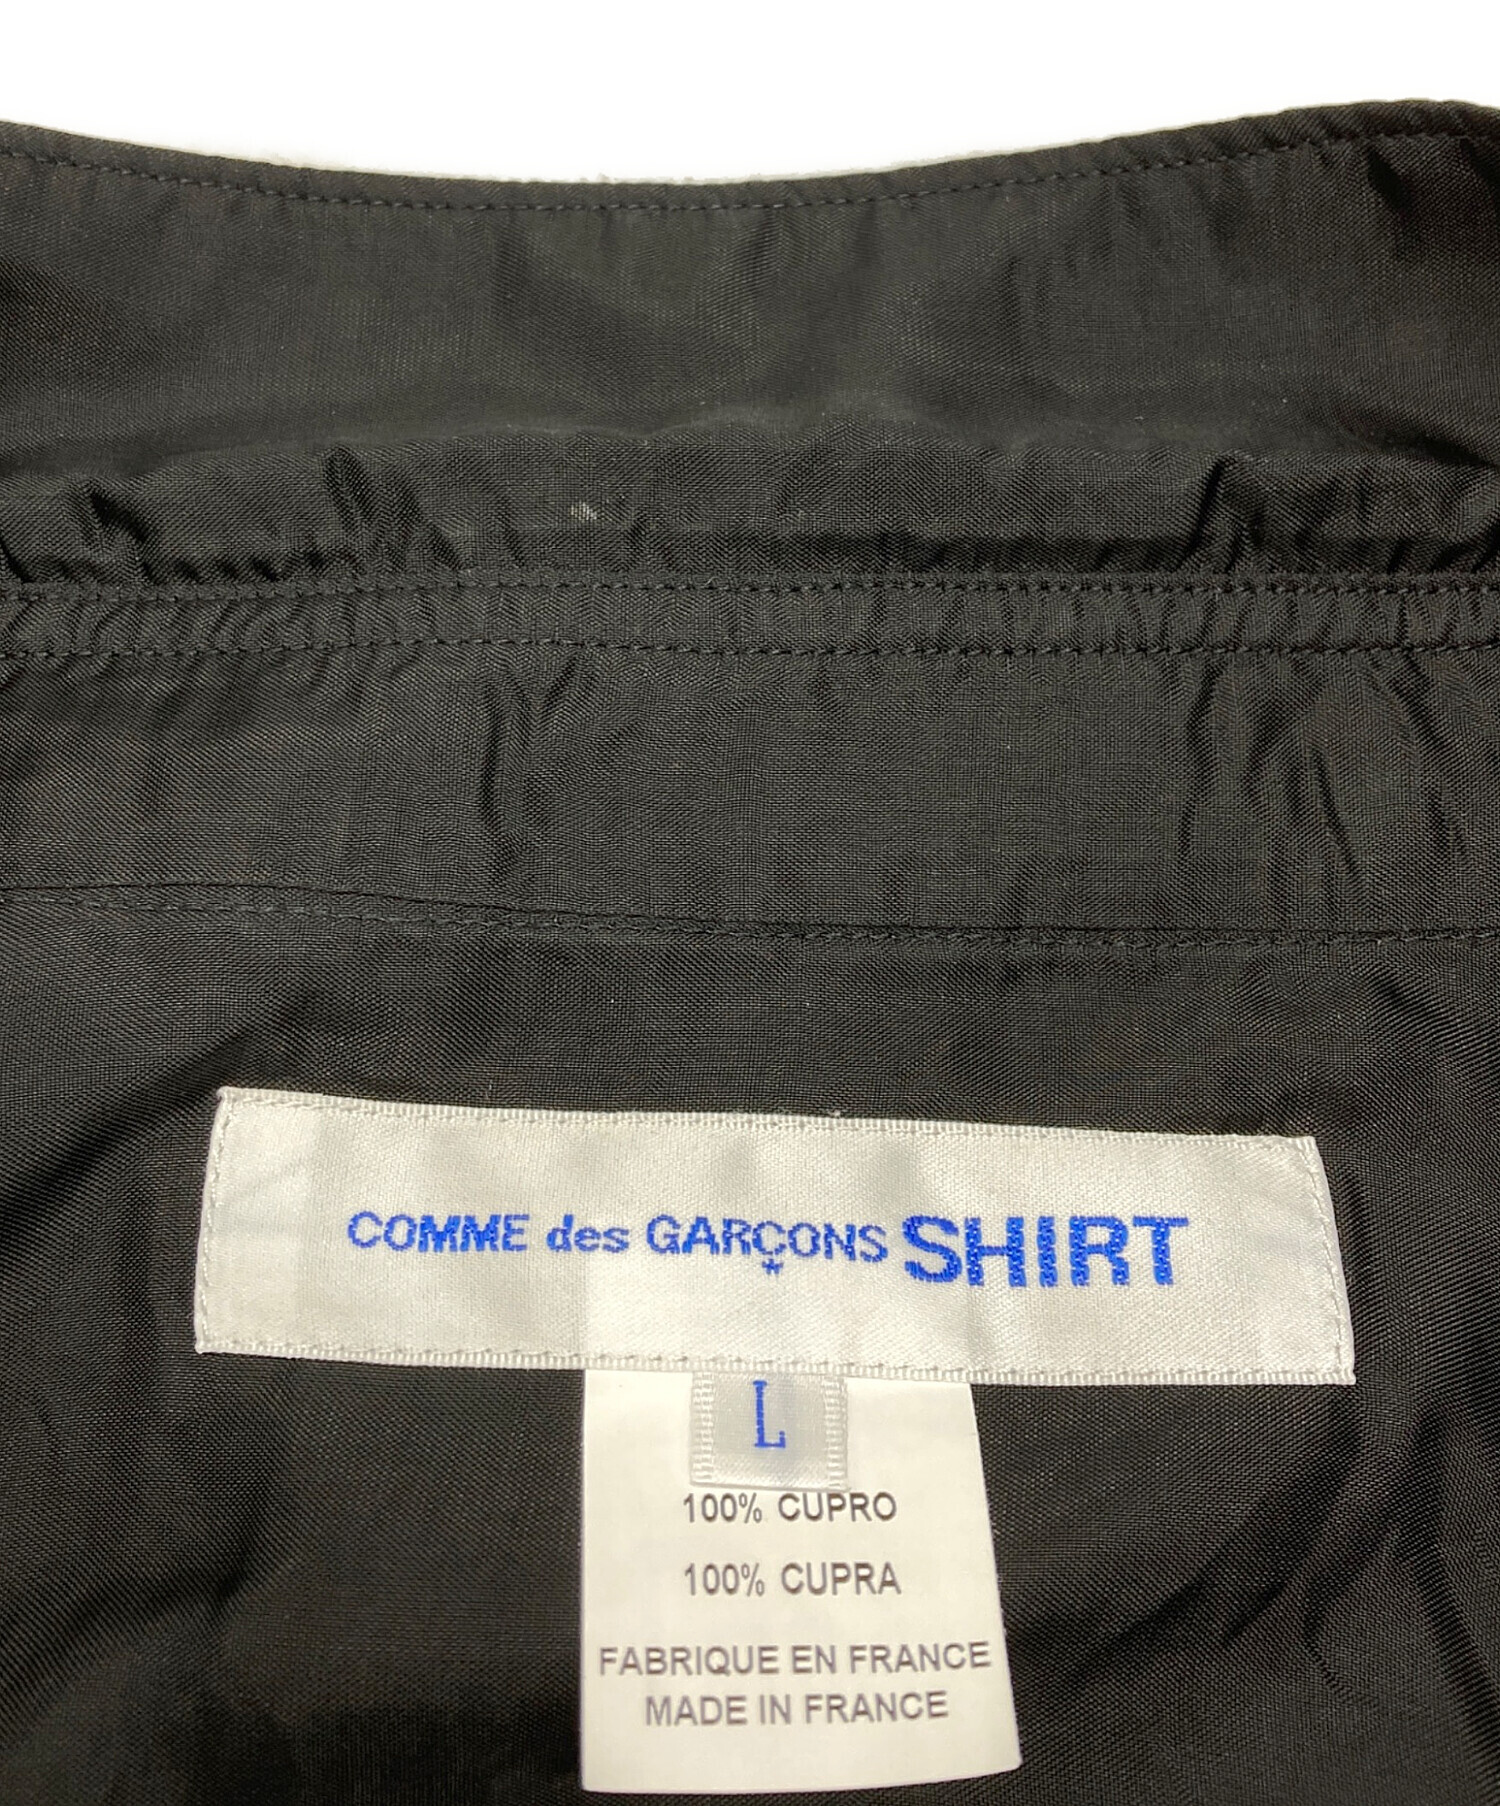 COMME des GARÇONS SHIRT
L
100% CUPRO
100% CUPRA
FABRIQUE EN FRANCE
MADE IN FRANCE